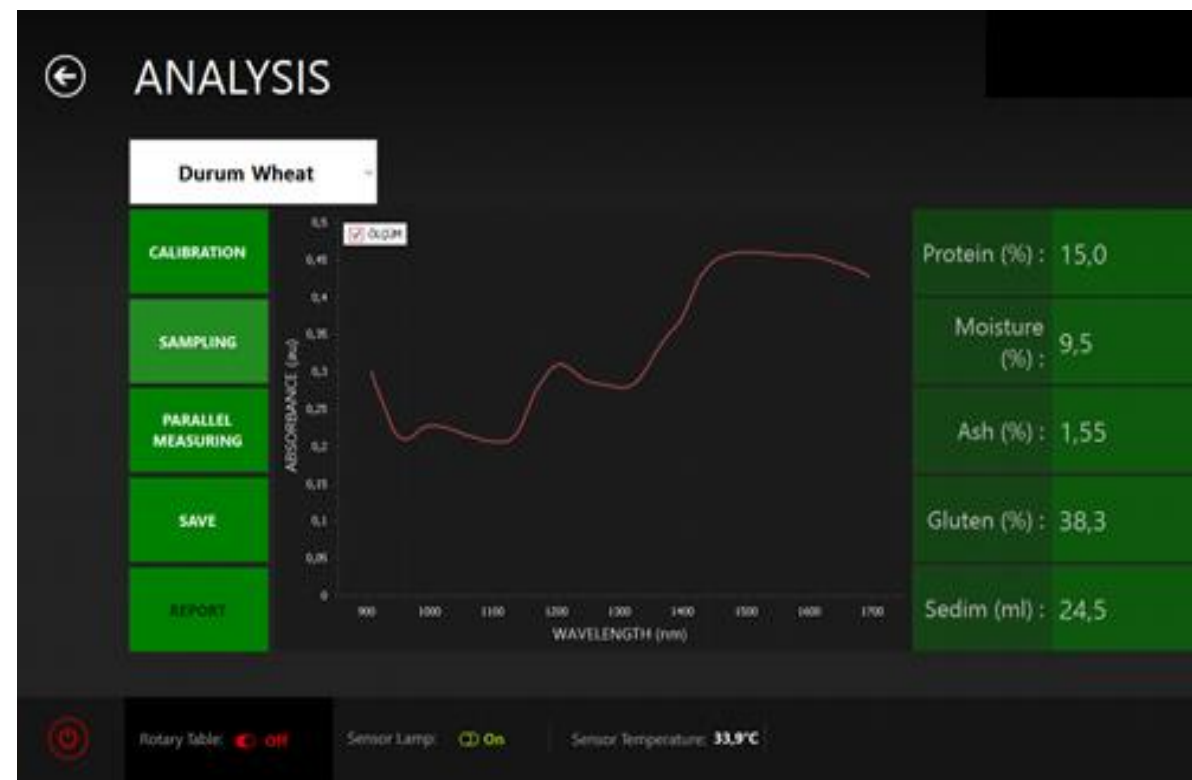 ANALYSIS
Durum Wheat
CALIBRATION
SAMPLING
PARALLEL
MEASURING
SAVE
REPORT
ÖLÇÜM
0,5
0,45
0,4
0,35
0,3
0,25
0,2
0,15
0,1
0,05
0
ABSORBANCE (au)
900 1000 1100 1200 1300 1400 1500 1600 1700
WAVELENGTH (nm)
Protein (%) : 15,0
Moisture
(%) : 9,5
Ash (%) : 1,55
Gluten (%) : 38,3
Sedim (ml) : 24,5
Rotary Table: Off
Sensor Lamp: On
Sensor Temperature: 33,9°C